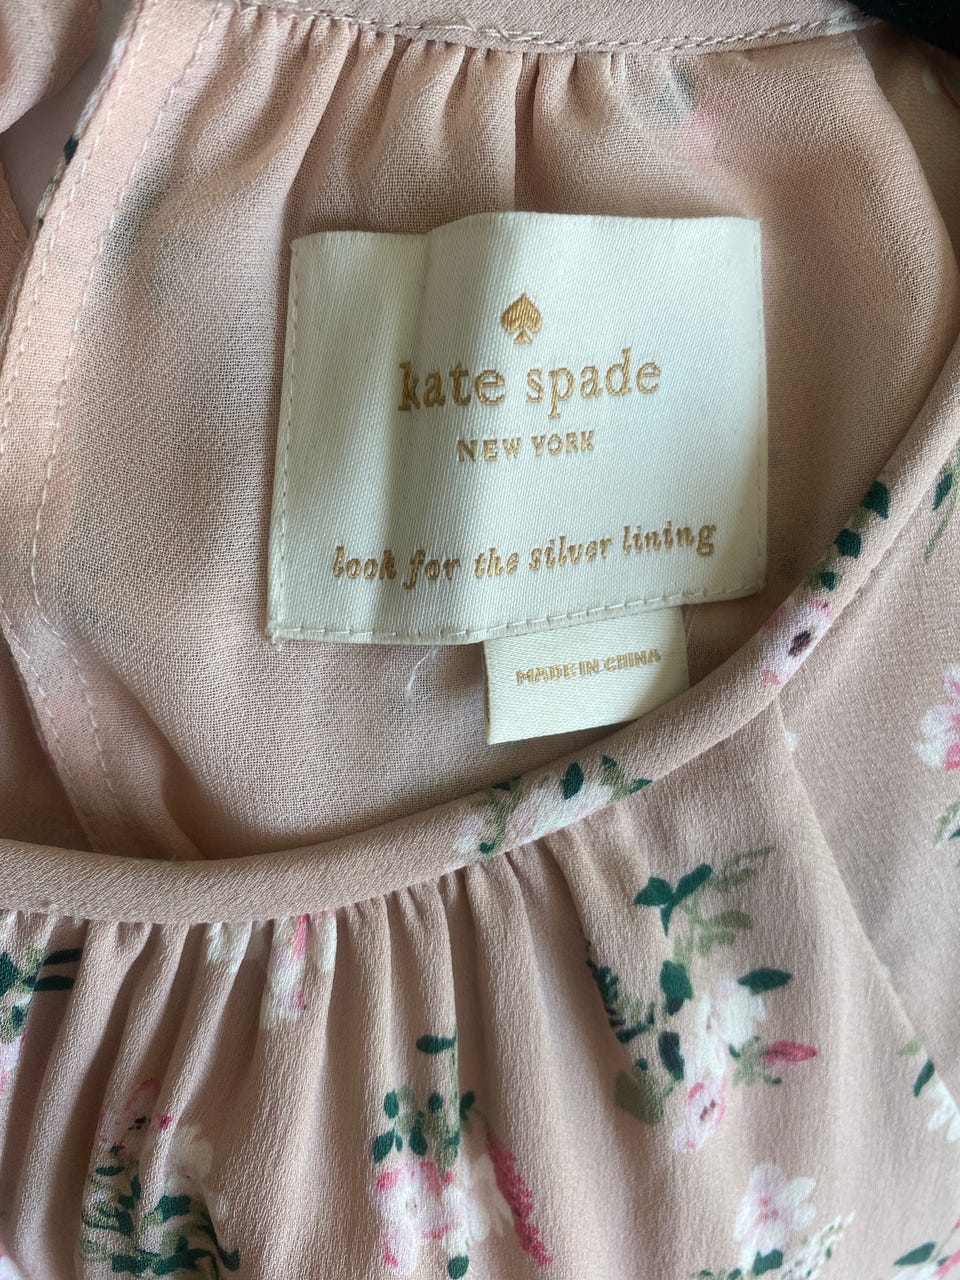 kate spade
NEW YORK
look for the silver lining
MADE IN CHINA